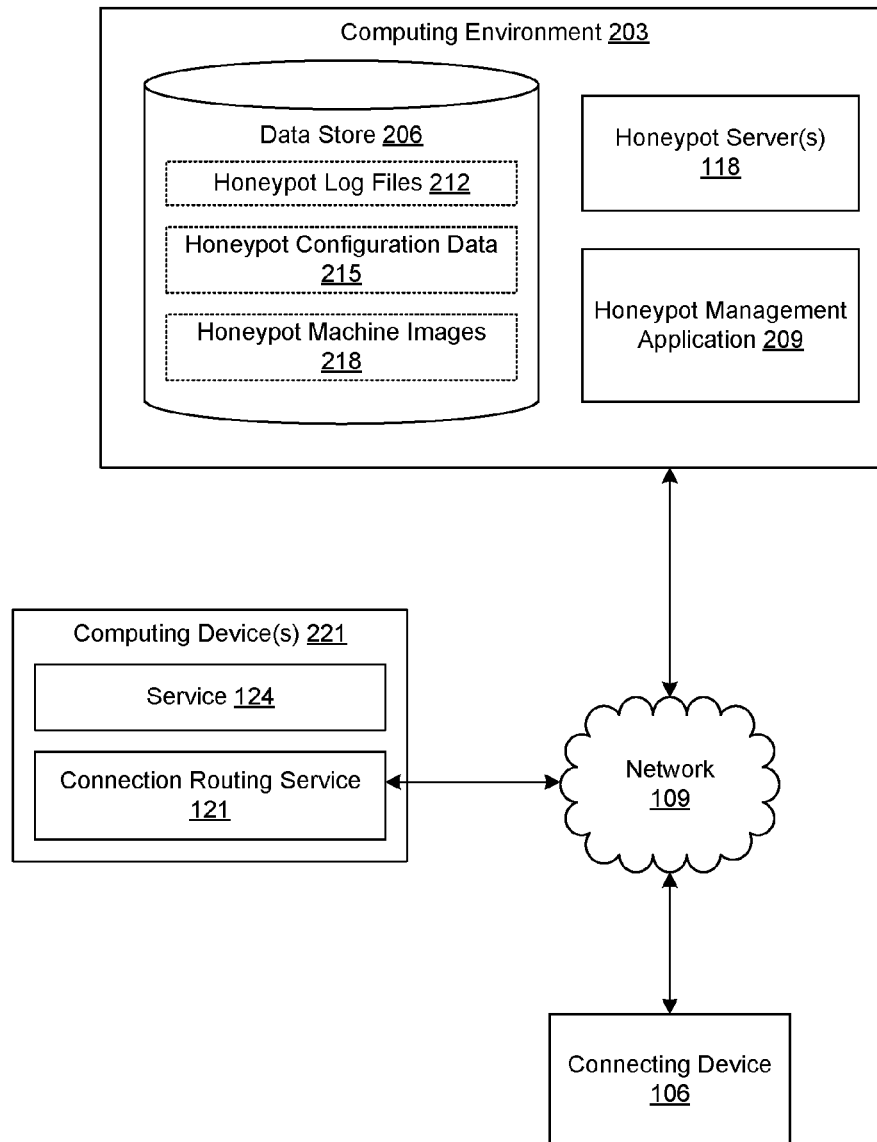 Computing Environment 203
Data Store 206
Honeypot Log Files 212
Honeypot Configuration Data
215
Honeypot Machine Images
218
Honeypot Server(s)
118
Honeypot Management
Application 209
Computing Device(s) 221
Service 124
Connection Routing Service
121
Network
109
Connecting Device
106